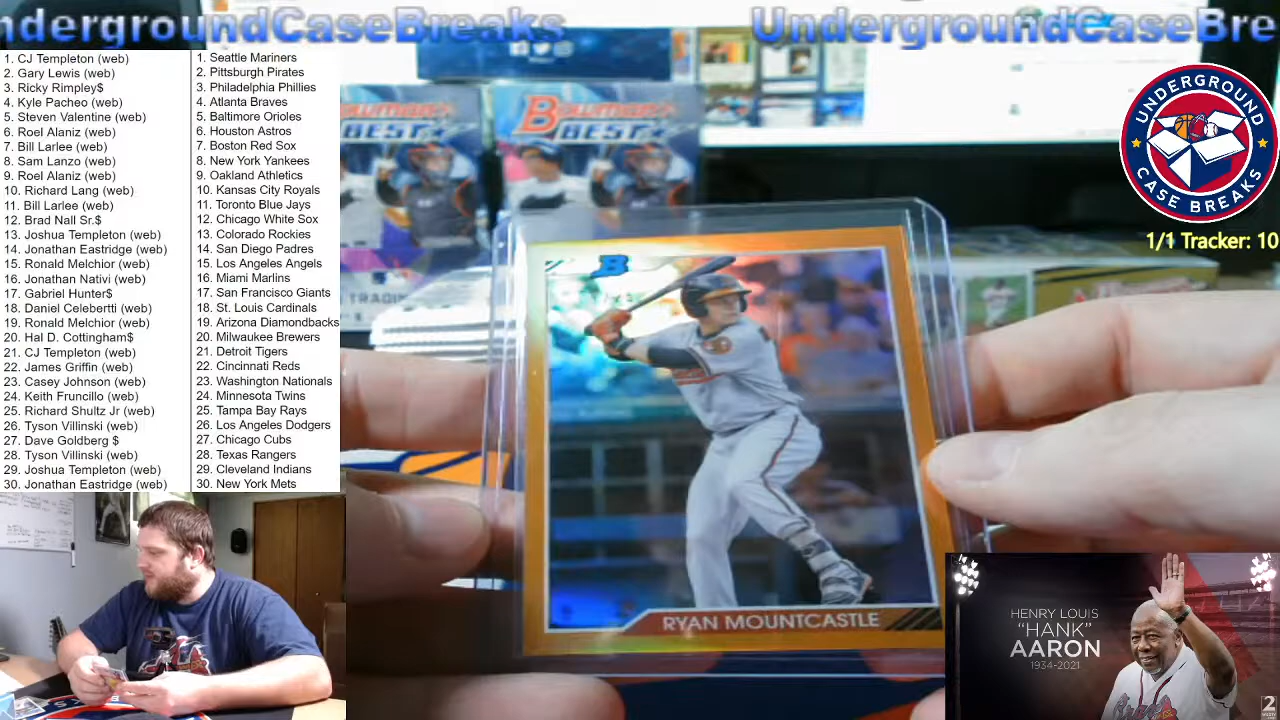 ndergroundCaseBreaks
UndergroundCaseBre
1. CJ Templeton (web)
2. Gary Lewis (web)
3. Ricky Rimpley$
4. Kyle Pacheo (web)
5. Steven Valentine (web)
6. Roel Alaniz (web)
7. Bill Larlee (web)
8. Sam Lanzo (web)
9. Roel Alaniz (web)
10. Richard Lang (web)
11. Bill Larlee (web)
12. Brad Nall Sr.$
13. Joshua Templeton (web)
14. Jonathan Eastridge (web)
15. Ronald Melchior (web)
16. Jonathan Nativi (web)
17. Gabriel Hunter$
18. Daniel Celebertti (web)
19. Ronald Melchior (web)
20. Hal D. Cottingham$
21. CJ Templeton (web)
22. James Griffin (web)
23. Casey Johnson (web)
24. Keith Fruncillo (web)
25. Richard Shultz Jr (web)
26. Tyson Villinski (web)
27. Dave Goldberg $
28. Tyson Villinski (web)
29. Joshua Templeton (web)
30. Jonathan Eastridge (web)
1. Seattle Mariners
2. Pittsburgh Pirates
3. Philadelphia Phillies
4. Atlanta Braves
5. Baltimore Orioles
6. Houston Astros
7. Boston Red Sox
8. New York Yankees
9. Oakland Athletics
10. Kansas City Royals
11. Toronto Blue Jays
12. Chicago White Sox
13. Colorado Rockies
14. San Diego Padres
15. Los Angeles Angels
16. Miami Marlins
17. San Francisco Giants
18. St. Louis Cardinals
19. Arizona Diamondbacks
20. Milwaukee Brewers
21. Detroit Tigers
22. Cincinnati Reds
23. Washington Nationals
24. Minnesota Twins
25. Tampa Bay Rays
26. Los Angeles Dodgers
27. Chicago Cubs
28. Texas Rangers
29. Cleveland Indians
30. New York Mets
BOWMAN'S
BEST
UNDERGROUND
CASE BREAKS
1/1 Tracker: 10
B
RYAN MOUNTCASTLE
HENRY LOUIS
"HANK"
AARON
1934-2021
2